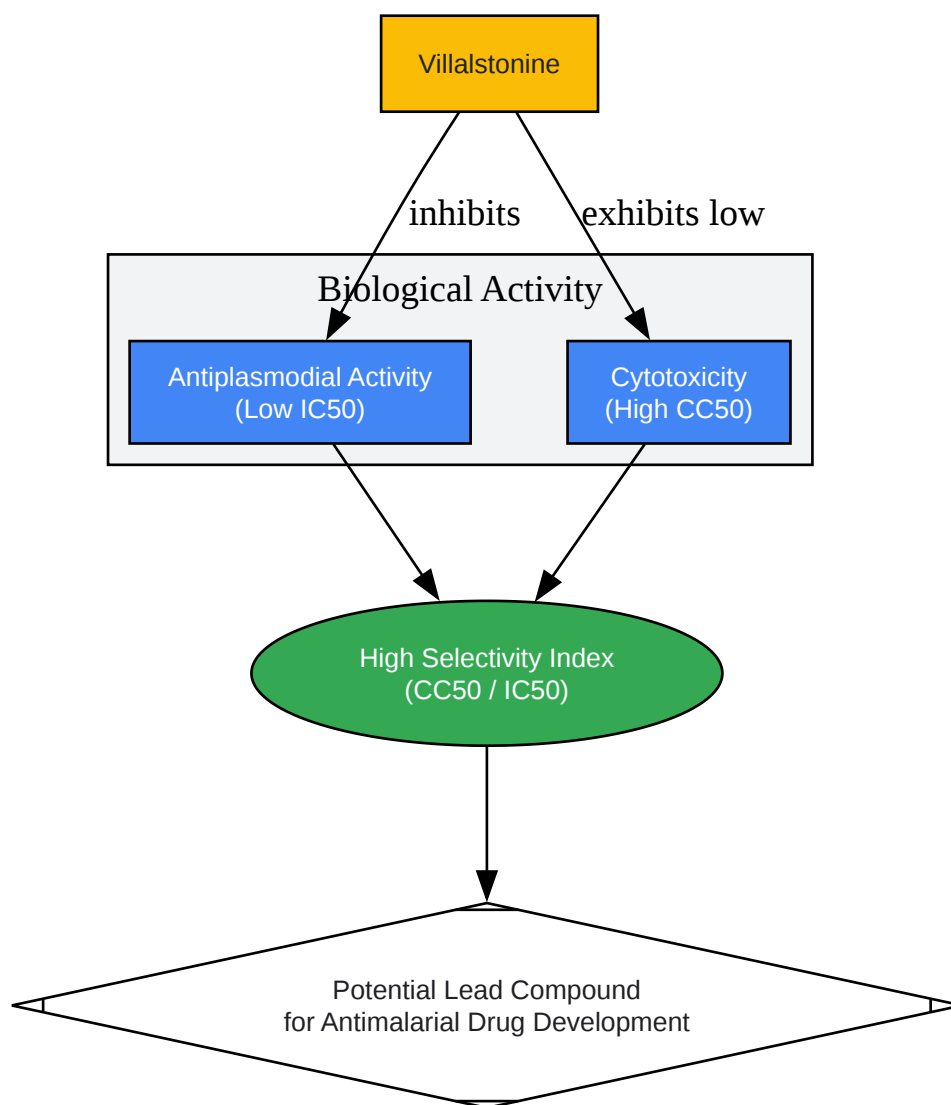 Villalstonine
inhibits
exhibits low
Biological Activity
Antiplasmodial Activity
(Low IC50)
Cytotoxicity
(High CC50)
High Selectivity Index
(CC50 / IC50)
Potential Lead Compound
for Antimalarial Drug Development